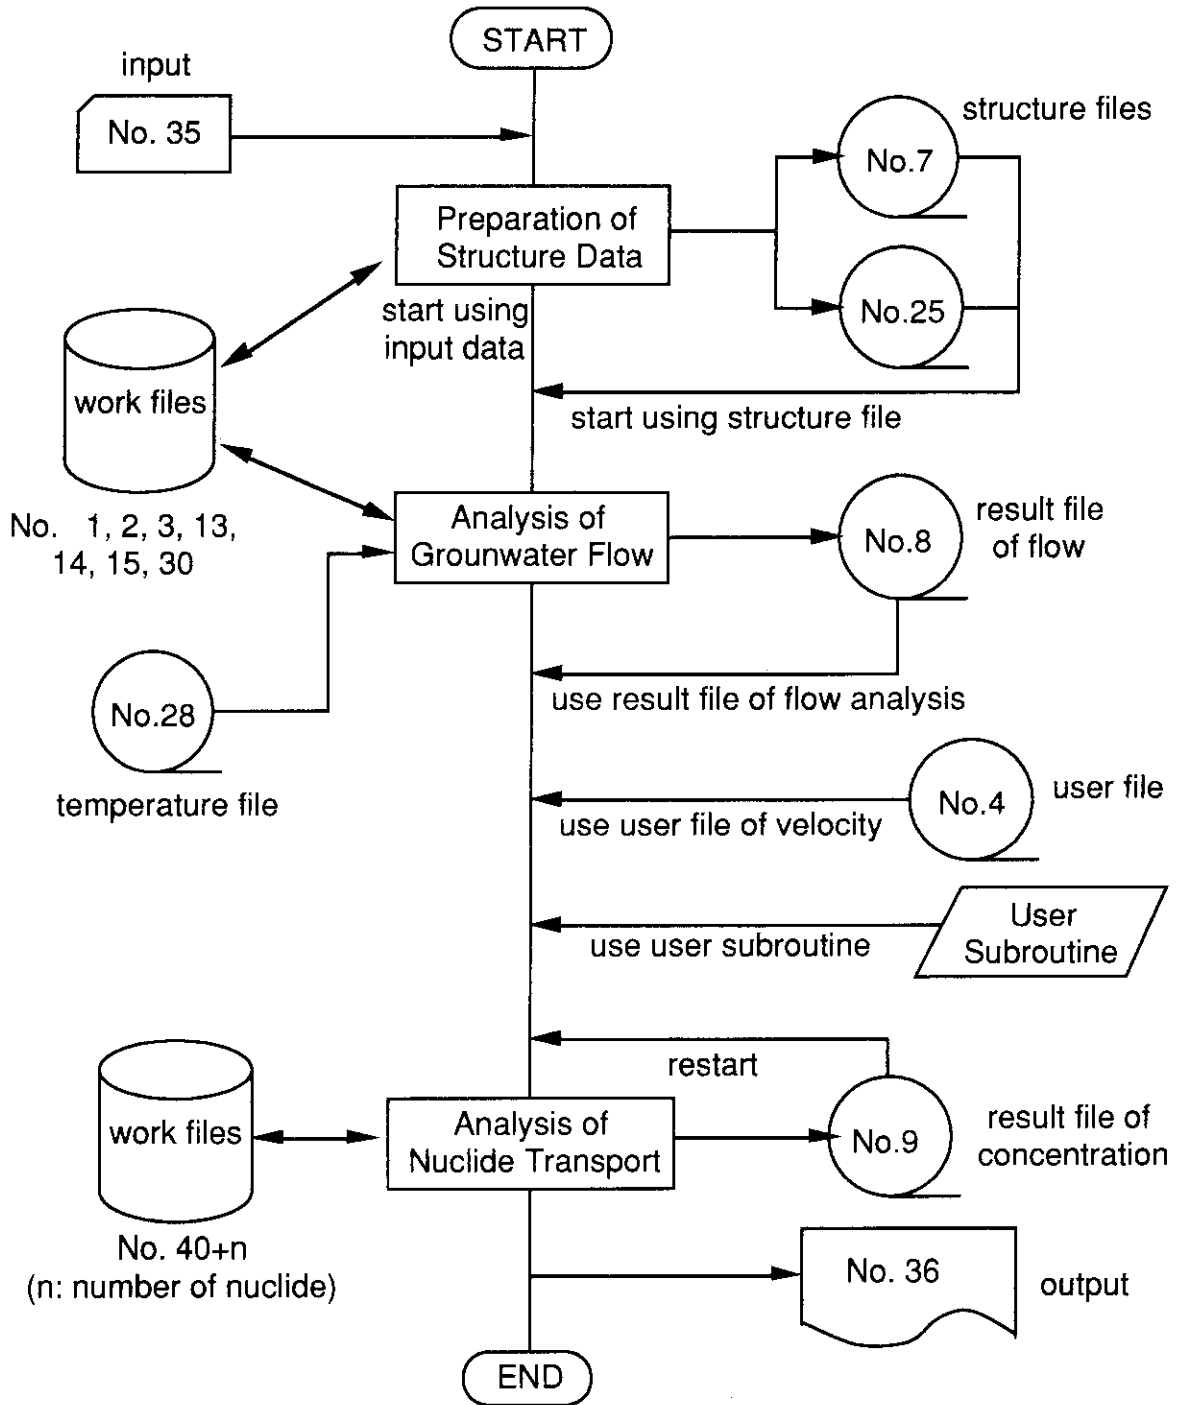 START
input
No. 35
structure files
No.7
Preparation of
Structure Data
No.25
start using
input data
work files
start using structure file
No. 1, 2, 3, 13,
14, 15, 30
Analysis of
Grounwater Flow
No.8
result file
of flow
No.28
use result file of flow analysis
temperature file
No.4
user file
use user file of velocity
User
Subroutine
use user subroutine
restart
work files
Analysis of
Nuclide Transport
No.9
result file of
concentration
No. 40+n
(n: number of nuclide)
No. 36
output
END